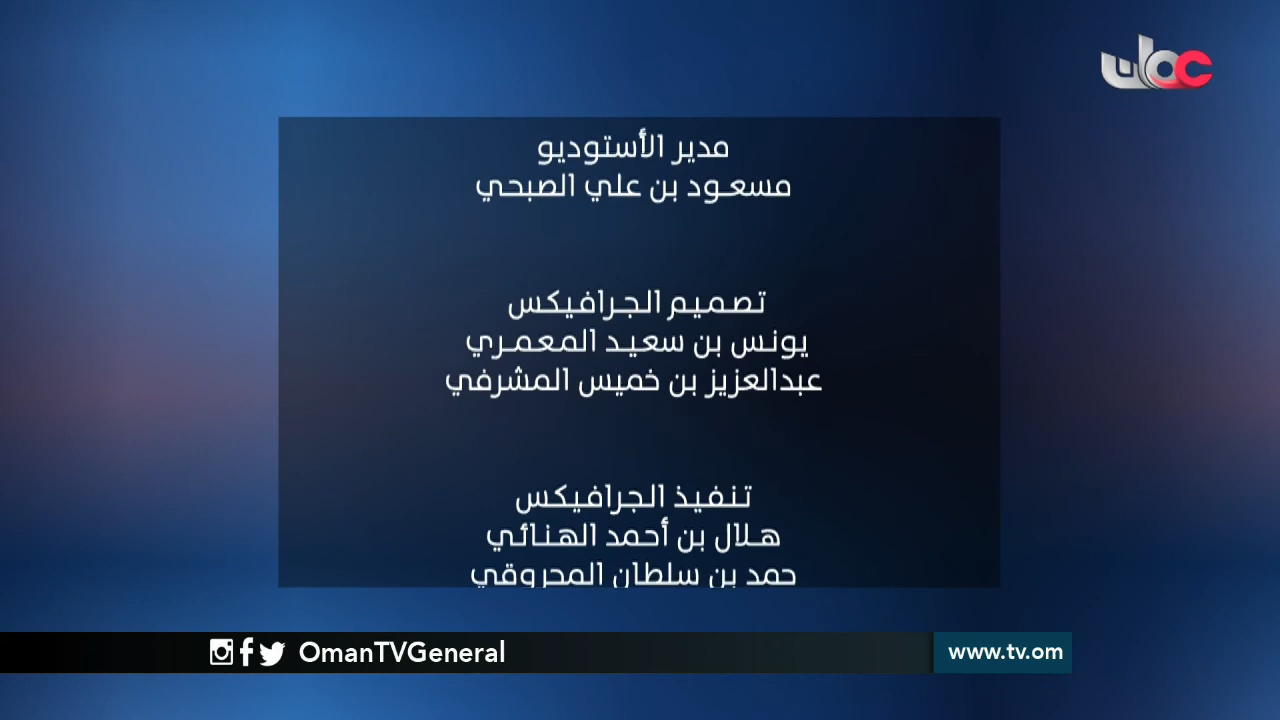 عمان
مدير الأستوديو
مسعود بن علي الصبحي
تصميم الجرافيكس
يونس بن سعيد المعمري
عبدالعزيز بن خميس المشرفي
تنفيذ الجرافيكس
هلال بن أحمد الهنائي
حمد بن سلطان المحروقي
OmanTVGeneral
www.tv.om